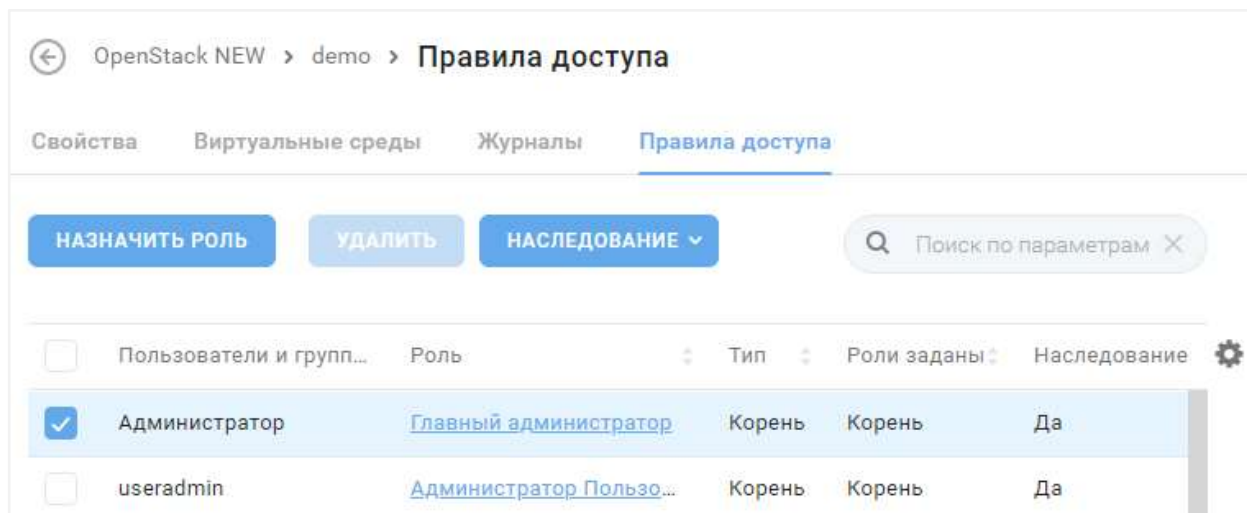 OpenStack NEW > demo > Правила доступа
Свойства Виртуальные среды Журналы Правила доступа
НАЗНАЧИТЬ РОЛЬ УДАЛИТЬ НАСЛЕДОВАНИЕ Поиск по параметрам
Пользователи и групп... Роль Тип Роли заданы Наследование
Администратор Главный администратор Корень Корень Да
useradmin Администратор Пользо... Корень Корень Да